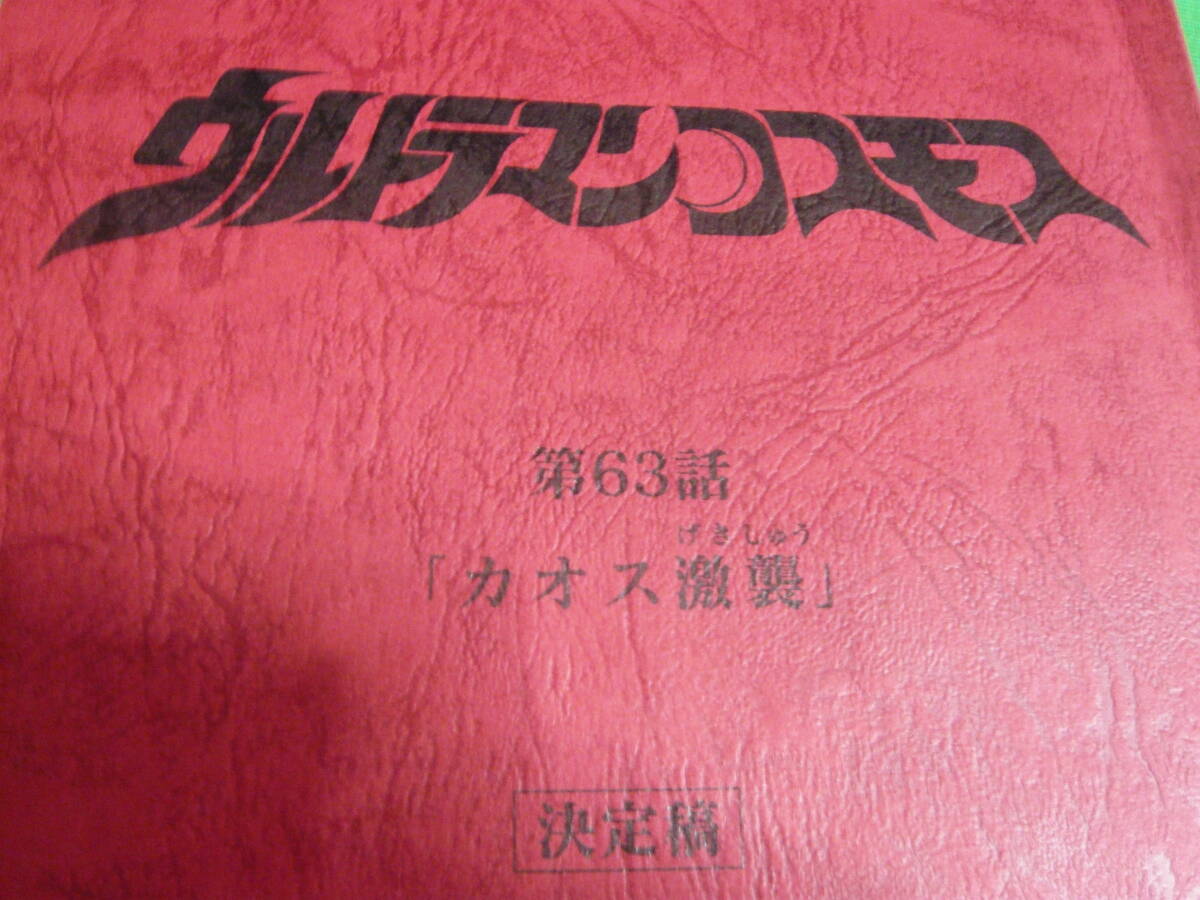 ウルトラマンコスモス
第63話
げきしゅう
「カオス激襲」
決定稿